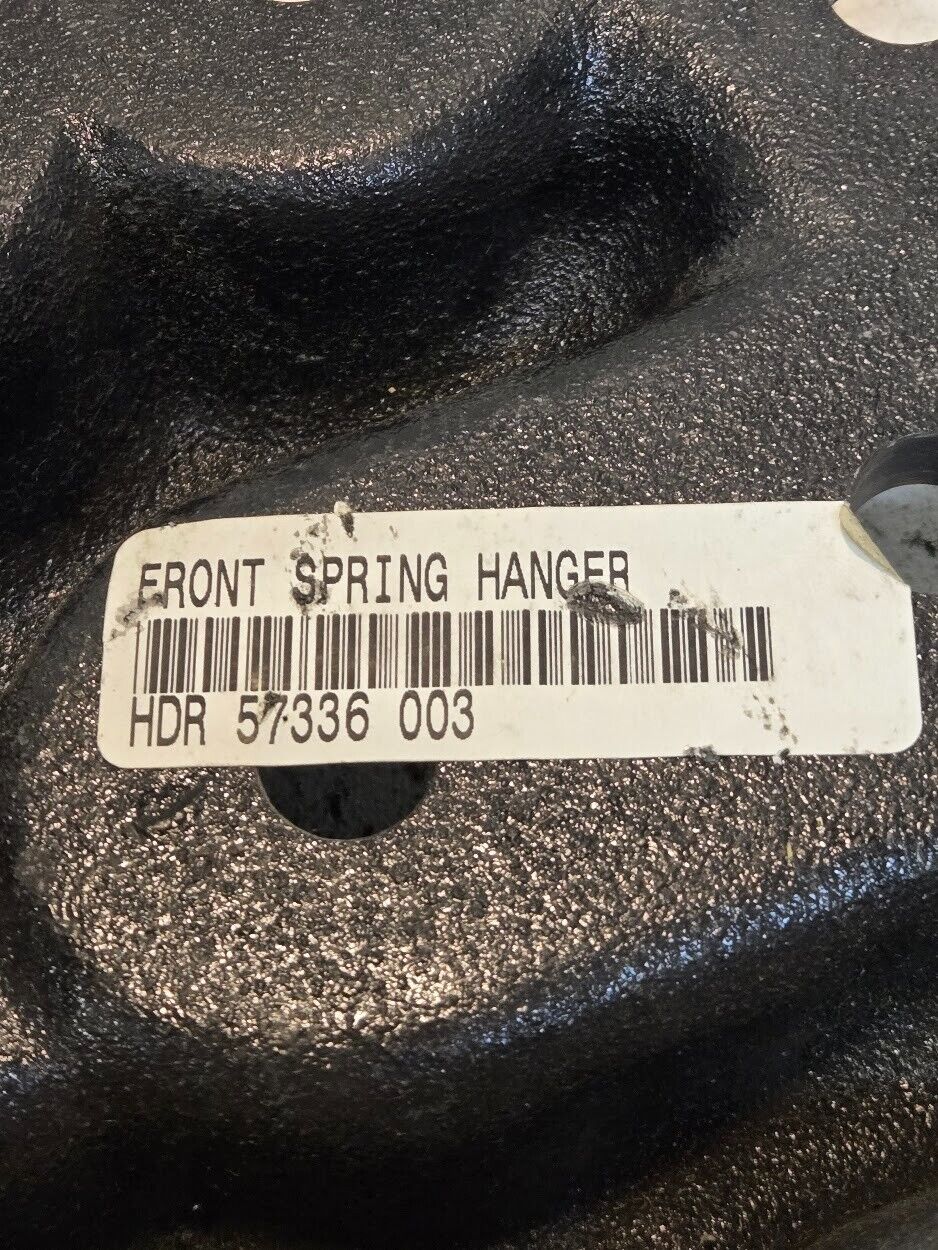 FRONT SPRING HANGER
HDR 57336 003